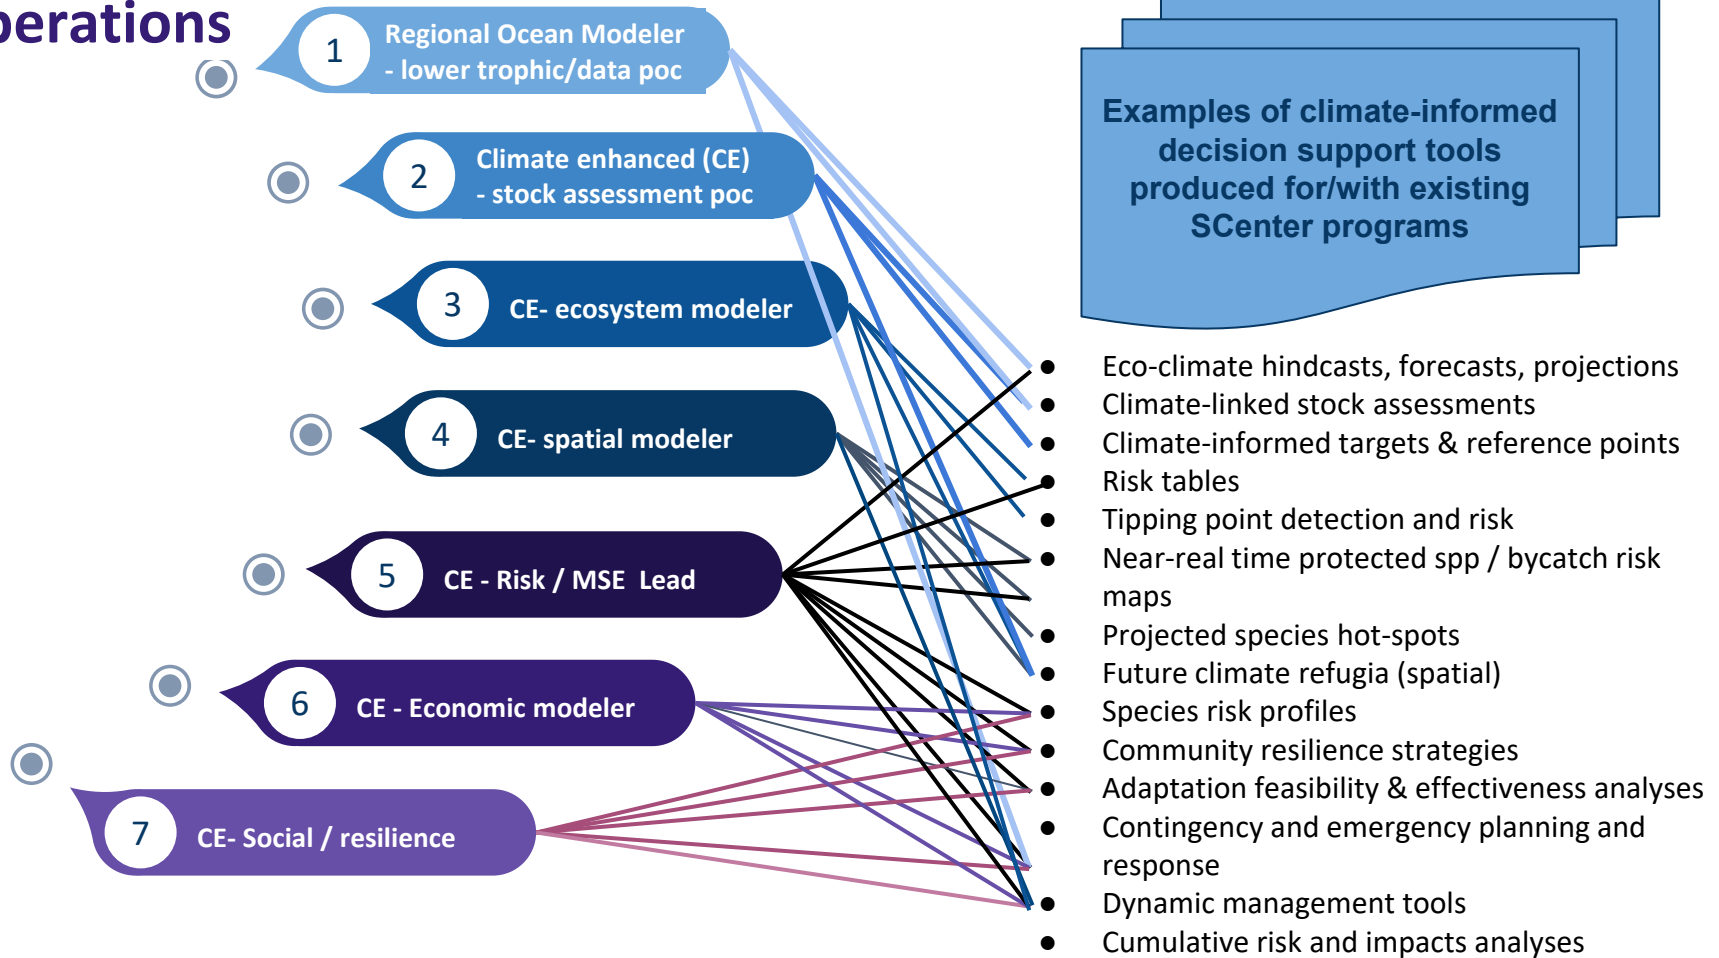 perations
1
Regional Ocean Modeler
- lower trophic/data poc
2
Climate enhanced (CE)
- stock assessment poc
3
CE- ecosystem modeler
4
CE- spatial modeler
5
CE - Risk / MSE Lead
6
CE - Economic modeler
7
CE- Social / resilience
Examples of climate-informed
decision support tools
produced for/with existing
SCenter programs
● Eco-climate hindcasts, forecasts, projections
● Climate-linked stock assessments
● Climate-informed targets & reference points
● Risk tables
● Tipping point detection and risk
● Near-real time protected spp / bycatch risk
maps
● Projected species hot-spots
● Future climate refugia (spatial)
● Species risk profiles
● Community resilience strategies
● Adaptation feasibility & effectiveness analyses
● Contingency and emergency planning and
response
● Dynamic management tools
● Cumulative risk and impacts analyses